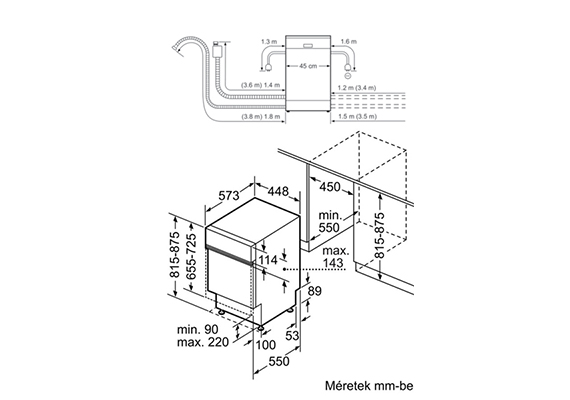 1.3 m
1.6 m
45 cm
(3.6 m) 1.4 m
1.2 m (3.4 m)
(3.8 m) 1.8 m
1.5 m (3.5 m)
573
448
450
min.
550
815-875
815-875
655-725
114
max.
143
89
min. 90
max. 220
100
53
550
Méretek mm-be